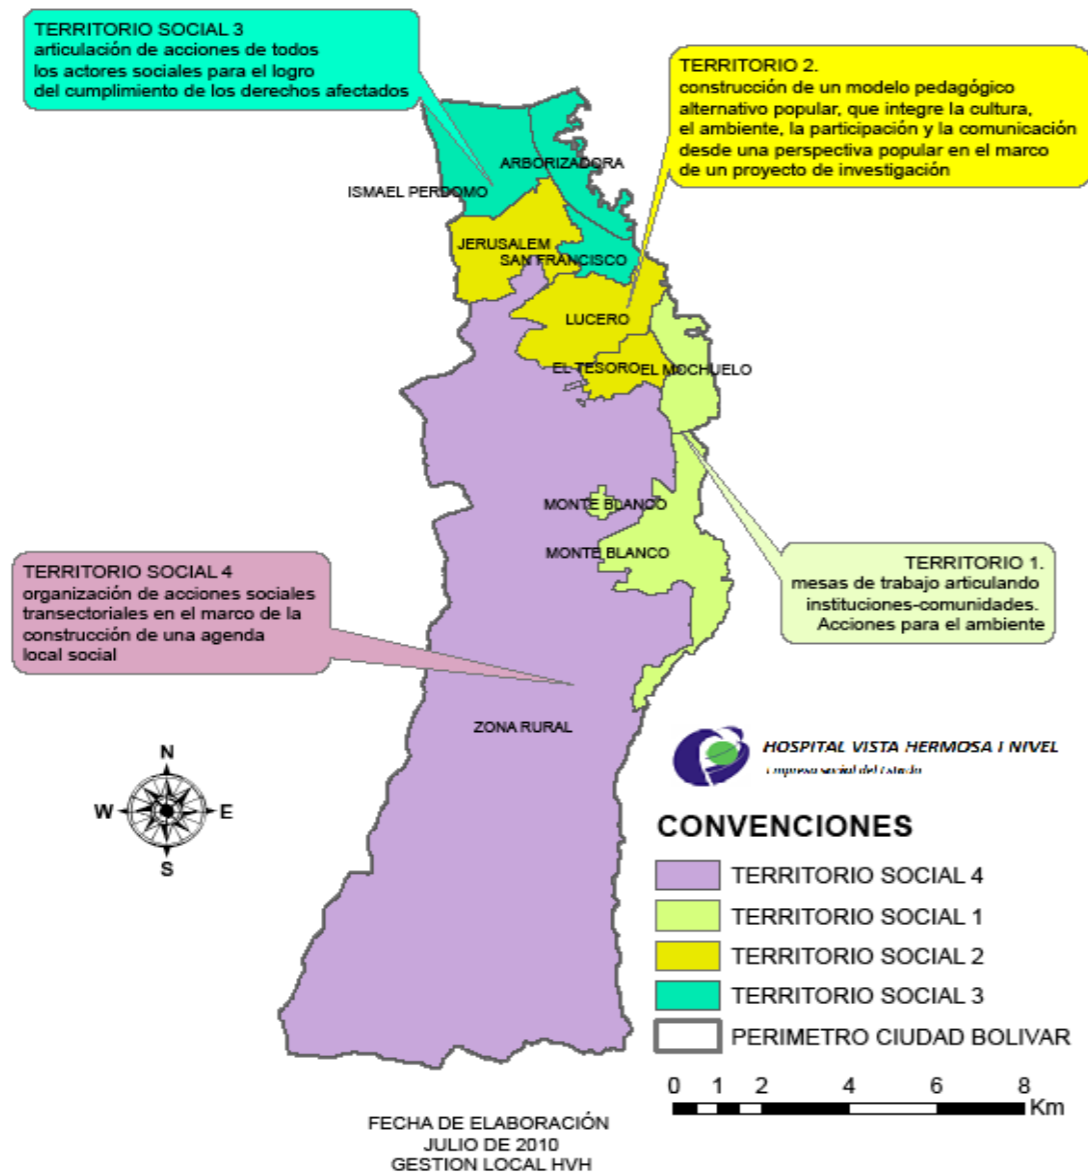 TERRITORIO SOCIAL 3
articulación de acciones de todos
los actores sociales para el logro
del cumplimiento de los derechos afectados
TERRITORIO 2.
construcción de un modelo pedagógico
alternativo popular, que integre la cultura,
el ambiente, la participación y la comunicación
desde una perspectiva popular en el marco
de un proyecto de investigación
ARBORIZADORA
ISMAEL PERDOMO
JERUSALEM
SAN FRANCISCO
LUCERO
EL TESORO
EL MOCHUELO
MONTE BLANCO
MONTE BLANCO
TERRITORIO 1.
mesas de trabajo articulando
instituciones-comunidades.
Acciones para el ambiente
TERRITORIO SOCIAL 4
organización de acciones sociales
transectoriales en el marco de la
construcción de una agenda
local social
ZONA RURAL
N
W
E
S
HOSPITAL VISTA HERMOSA I NIVEL
Empresa social del Estado
CONVENCIONES
TERRITORIO SOCIAL 4
TERRITORIO SOCIAL 1
TERRITORIO SOCIAL 2
TERRITORIO SOCIAL 3
PERIMETRO CIUDAD BOLIVAR
0 1 2 4 6 8
Km
FECHA DE ELABORACIÓN
JULIO DE 2010
GESTION LOCAL HVH